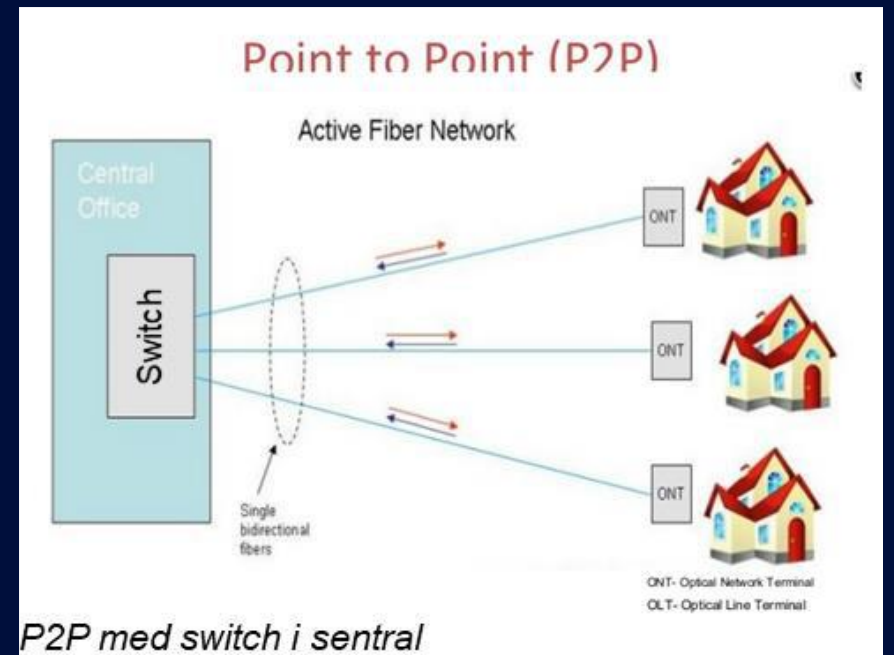 Point to Point (P2P)
Active Fiber Network
Central
Office
Switch
ONT
ONT
ONT
Single
bidirectional
fibers
ONT- Optical Network Terminal
OLT- Optical Line Terminal
P2P med switch i sentral